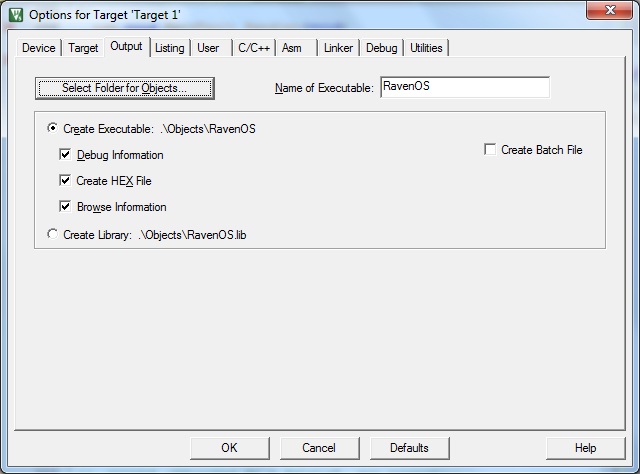 Options for Target 'Target 1'
Device Target Output Listing User C/C++ Asm Linker Debug Utilities
Select Folder for Objects... Name of Executable: RavenOS
Create Executable: .\Objects\RavenOS
Debug Information Create Batch File
Create HEX File
Browse Information
Create Library: .\Objects\RavenOS.lib
OK Cancel Defaults Help